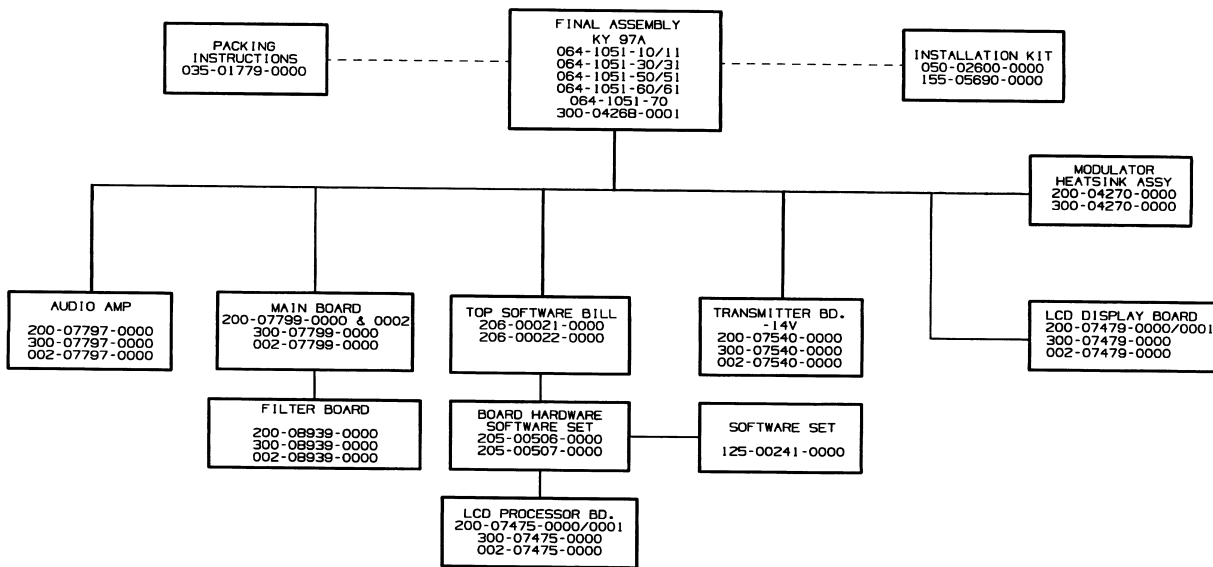 PACKING
INSTRUCTIONS
035-01779-0000
FINAL ASSEMBLY
KY 97A
064-1051-10/11
064-1051-30/31
064-1051-50/51
064-1051-60/61
064-1051-70
300-04268-0001
INSTALLATION KIT
050-02600-0000
155-05690-0000
MODULATOR
HEATSINK ASSY
200-04270-0000
300-04270-0000
AUDIO AMP
200-07797-0000
300-07797-0000
002-07797-0000
MAIN BOARD
200-07799-0000 & 0002
300-07799-0000
002-07799-0000
TOP SOFTWARE BILL
206-00021-0000
206-00022-0000
TRANSMITTER BD.
-14V
200-07540-0000
300-07540-0000
002-07540-0000
LCD DISPLAY BOARD
200-07479-0000/0001
300-07479-0000
002-07479-0000
FILTER BOARD
200-08939-0000
300-08939-0000
002-08939-0000
BOARD HARDWARE
SOFTWARE SET
205-00506-0000
205-00507-0000
SOFTWARE SET
125-00241-0000
LCD PROCESSOR BD.
200-07475-0000/0001
300-07475-0000
002-07475-0000